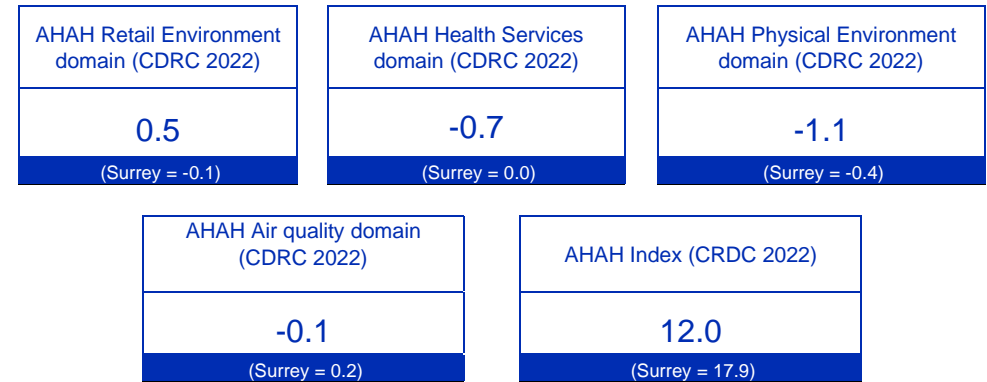 AHAH Retail Environment
domain (CDRC 2022)
0.5
(Surrey = -0.1)
AHAH Health Services
domain (CDRC 2022)
-0.7
(Surrey = 0.0)
AHAH Physical Environment
domain (CDRC 2022)
-1.1
(Surrey = -0.4)
AHAH Air quality domain
(CDRC 2022)
-0.1
(Surrey = 0.2)
AHAH Index (CRDC 2022)
12.0
(Surrey = 17.9)